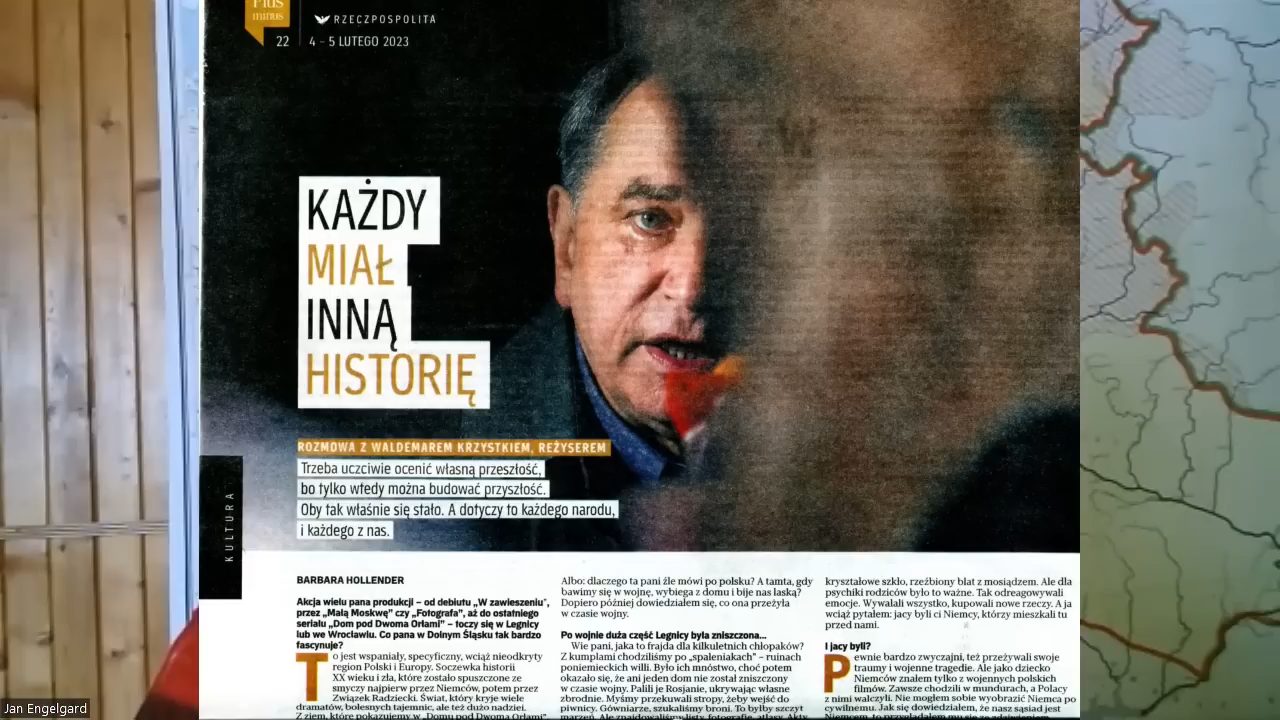 Plus
minus
RZECZPOSPOLITA
22 4 – 5 LUTEGO 2023
KAŻDY
MIAŁ
INNĄ
HISTORIĘ
ROZMOWA Z WALDEMAREM KRZYSTKIEM, REŻYSEREM
Trzeba uczciwie ocenić własną przeszłość,
bo tylko wtedy można budować przyszłość.
Oby tak właśnie się stało. A dotyczy to każdego narodu,
i każdego z nas.
KULTURA
BARBARA HOLLENDER
Akcja wielu pana produkcji – od debiutu „W zawieszeniu",
przez „Małą Moskwę” czy „Fotografa”, aż do ostatniego
serialu „Dom pod Dwoma Orłami” – toczy się w Legnicy
lub we Wrocławiu. Co pana w Dolnym Śląsku tak bardzo
fascynuje?
To jest wspaniały, specyficzny, wciąż nieodkryty
region Polski i Europy. Soczewka historii
XX wieku i zła, które zostało spuszczone ze
smyczy najpierw przez Niemców, potem przez
Związek Radziecki. Świat, który kryje wiele
dramatów, bolesnych tajemnic, ale też dużo nadziei.
Z ziem, które pokazujemy w „Domu pod Dwoma Orłami”
Albo: dlaczego ta pani źle mówi po polsku? A tamta, gdy
bawimy się w wojnę, wybiega z domu i bije nas laską?
Dopiero później dowiedziałem się, co ona przeżyła
w czasie wojny.
Po wojnie duża część Legnicy była zniszczona...
Wie pani, jaka to frajda dla kilkuletnich chłopaków?
Z kumplami chodziliśmy po „spaleniakach” – ruinach
poniemieckich willi. Było ich mnóstwo, choć potem
okazało się, że ani jeden dom nie został zniszczony
w czasie wojny. Palili je Rosjanie, ukrywając własne
zbrodnie. Myśmy przekuwali stropy, żeby wejść do
piwnicy. Gówniarze, szukaliśmy broni. To byłby szczyt
marzeń. Ale znajdowaliśmy listy, fotografie, atlasy. Akty
kryształowe szkło, rzeźbiony blat z mosiądzem. Ale dla
psychiki rodziców było to ważne. Tak odreagowywali
emocje. Wywalali wszystko, kupowali nowe rzeczy. A ja
wciąż pytałem: jacy byli ci Niemcy, którzy mieszkali tu
przed nami.
I jacy byli?
Pewnie bardzo zwyczajni, też przeżywali swoje
traumy i wojenne tragedie. Ale jako dziecko
Niemców znałem tylko z wojennych polskich
filmów. Zawsze chodzili w mundurach, a Polacy
z nimi walczyli. Nie mogłem sobie wyobrazić Niemca po
cywilnemu. Jak się dowiedziałem, że nasz sąsiad jest
Jan Engelgard